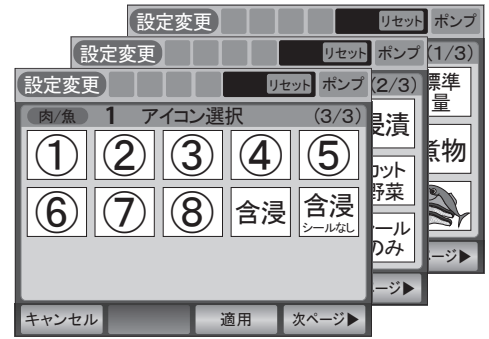 設定変更 リセット ポンプ
(1/3)
標準
量
煮物
ページ▶
設定変更 リセット ポンプ
(2/3)
浸漬
カット
野菜
シール
のみ
ページ▶
設定変更 リセット ポンプ
肉/魚 1 アイコン選択 (3/3)
① ② ③ ④ ⑤
⑥ ⑦ ⑧ 含浸 含浸
シールなし
キャンセル 適用 次ページ▶